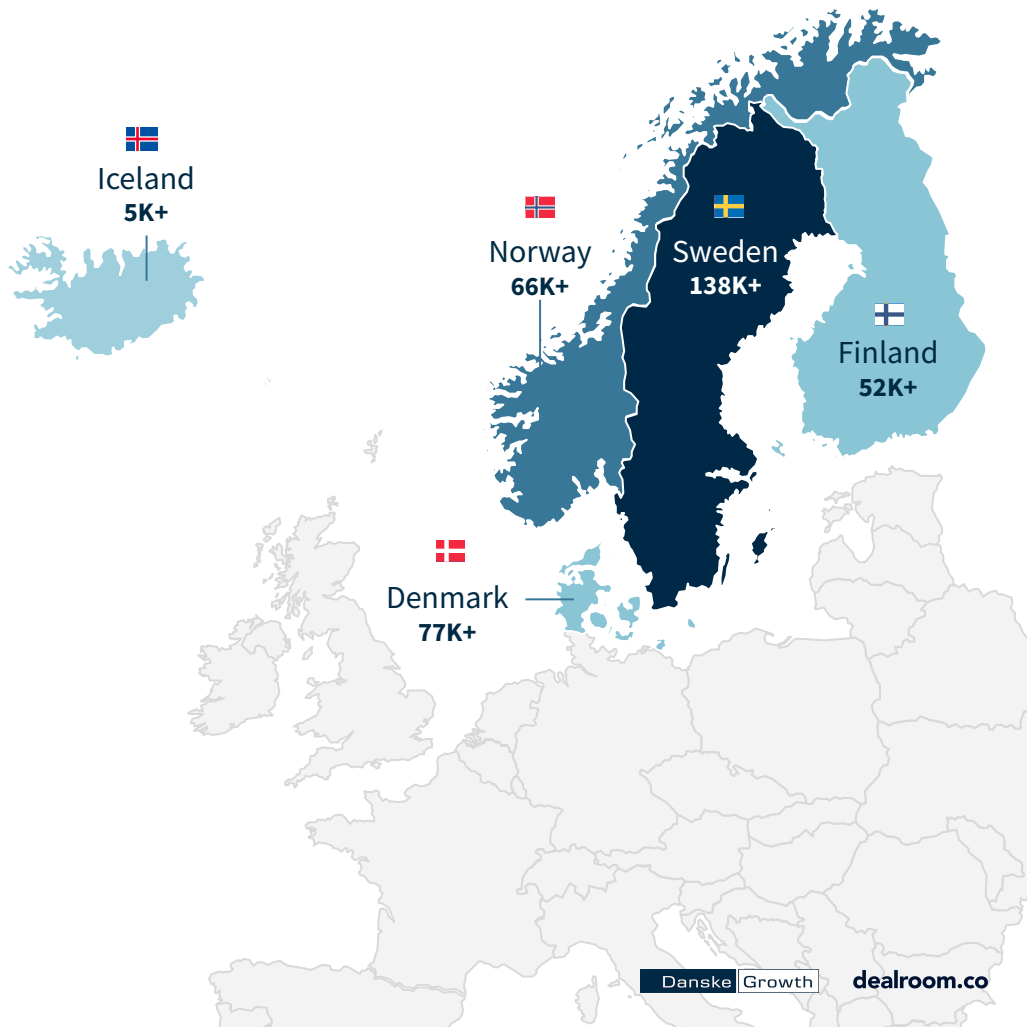 Iceland
5K+
Norway
66K+
Sweden
138K+
Finland
52K+
Denmark
77K+
Danske Growth
dealroom.co